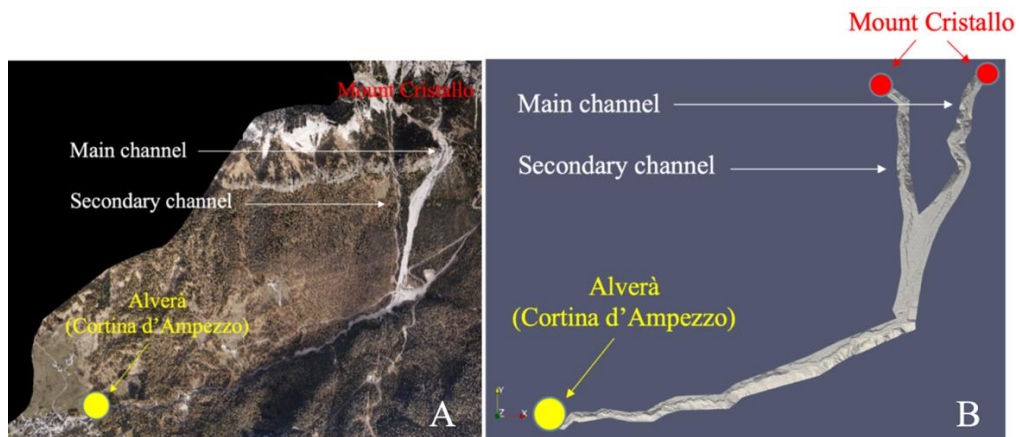 Mount Cristallo
Main channel
Secondary channel
Alverà
(Cortina d’Ampezzo)
A
Mount Cristallo
Main channel
Secondary channel
Alverà
(Cortina d’Ampezzo)
Y
Z
X
B